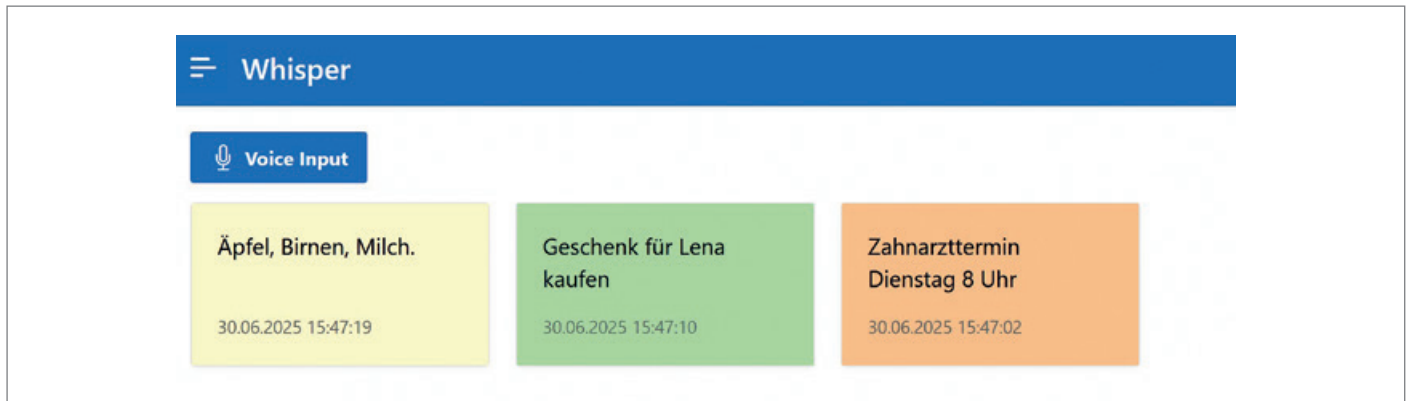 Whisper
Voice Input
Äpfel, Birnen, Milch.
30.06.2025 15:47:19
Geschenk für Lena
kaufen
30.06.2025 15:47:10
Zahnarzttermin
Dienstag 8 Uhr
30.06.2025 15:47:02